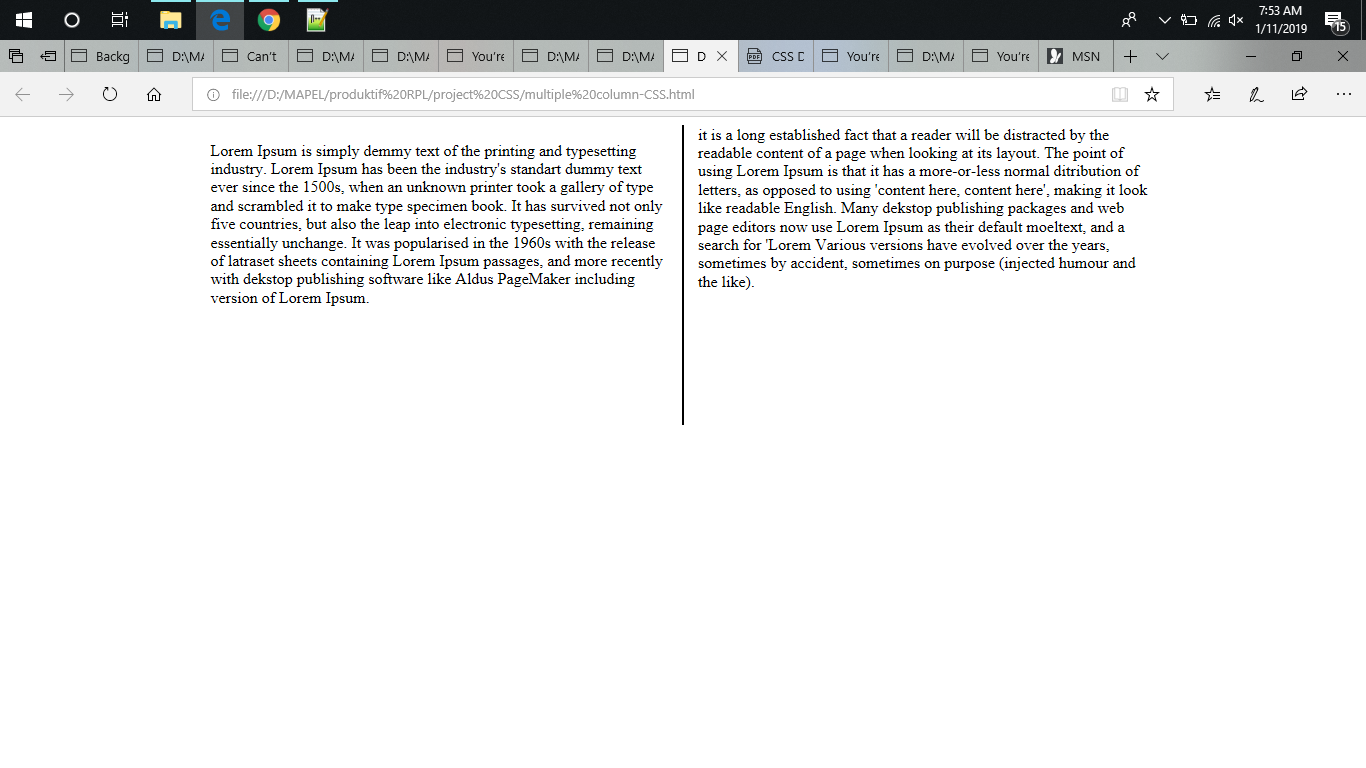 7:53 AM
1/11/2019
15
Backg
D:\MA
Can't
D:\MA
D:\MA
You're
D:\MA
D:\MA
D
PDF
CSS D
You're
D:\MA
You're
MSN
file:///D:/MAPEL/produktif%20RPL/project%20CSS/multiple%20column-CSS.html
Lorem Ipsum is simply demmy text of the printing and typesetting
industry. Lorem Ipsum has been the industry's standart dummy text
ever since the 1500s, when an unknown printer took a gallery of type
and scrambled it to make type specimen book. It has survived not only
five countries, but also the leap into electronic typesetting, remaining
essentially unchange. It was popularised in the 1960s with the release
of latraset sheets containing Lorem Ipsum passages, and more recently
with dekstop publishing software like Aldus PageMaker including
version of Lorem Ipsum.
it is a long established fact that a reader will be distracted by the
readable content of a page when looking at its layout. The point of
using Lorem Ipsum is that it has a more-or-less normal ditribution of
letters, as opposed to using 'content here, content here', making it look
like readable English. Many dekstop publishing packages and web
page editors now use Lorem Ipsum as their default moeltext, and a
search for 'Lorem Various versions have evolved over the years,
sometimes by accident, sometimes on purpose (injected humour and
the like).